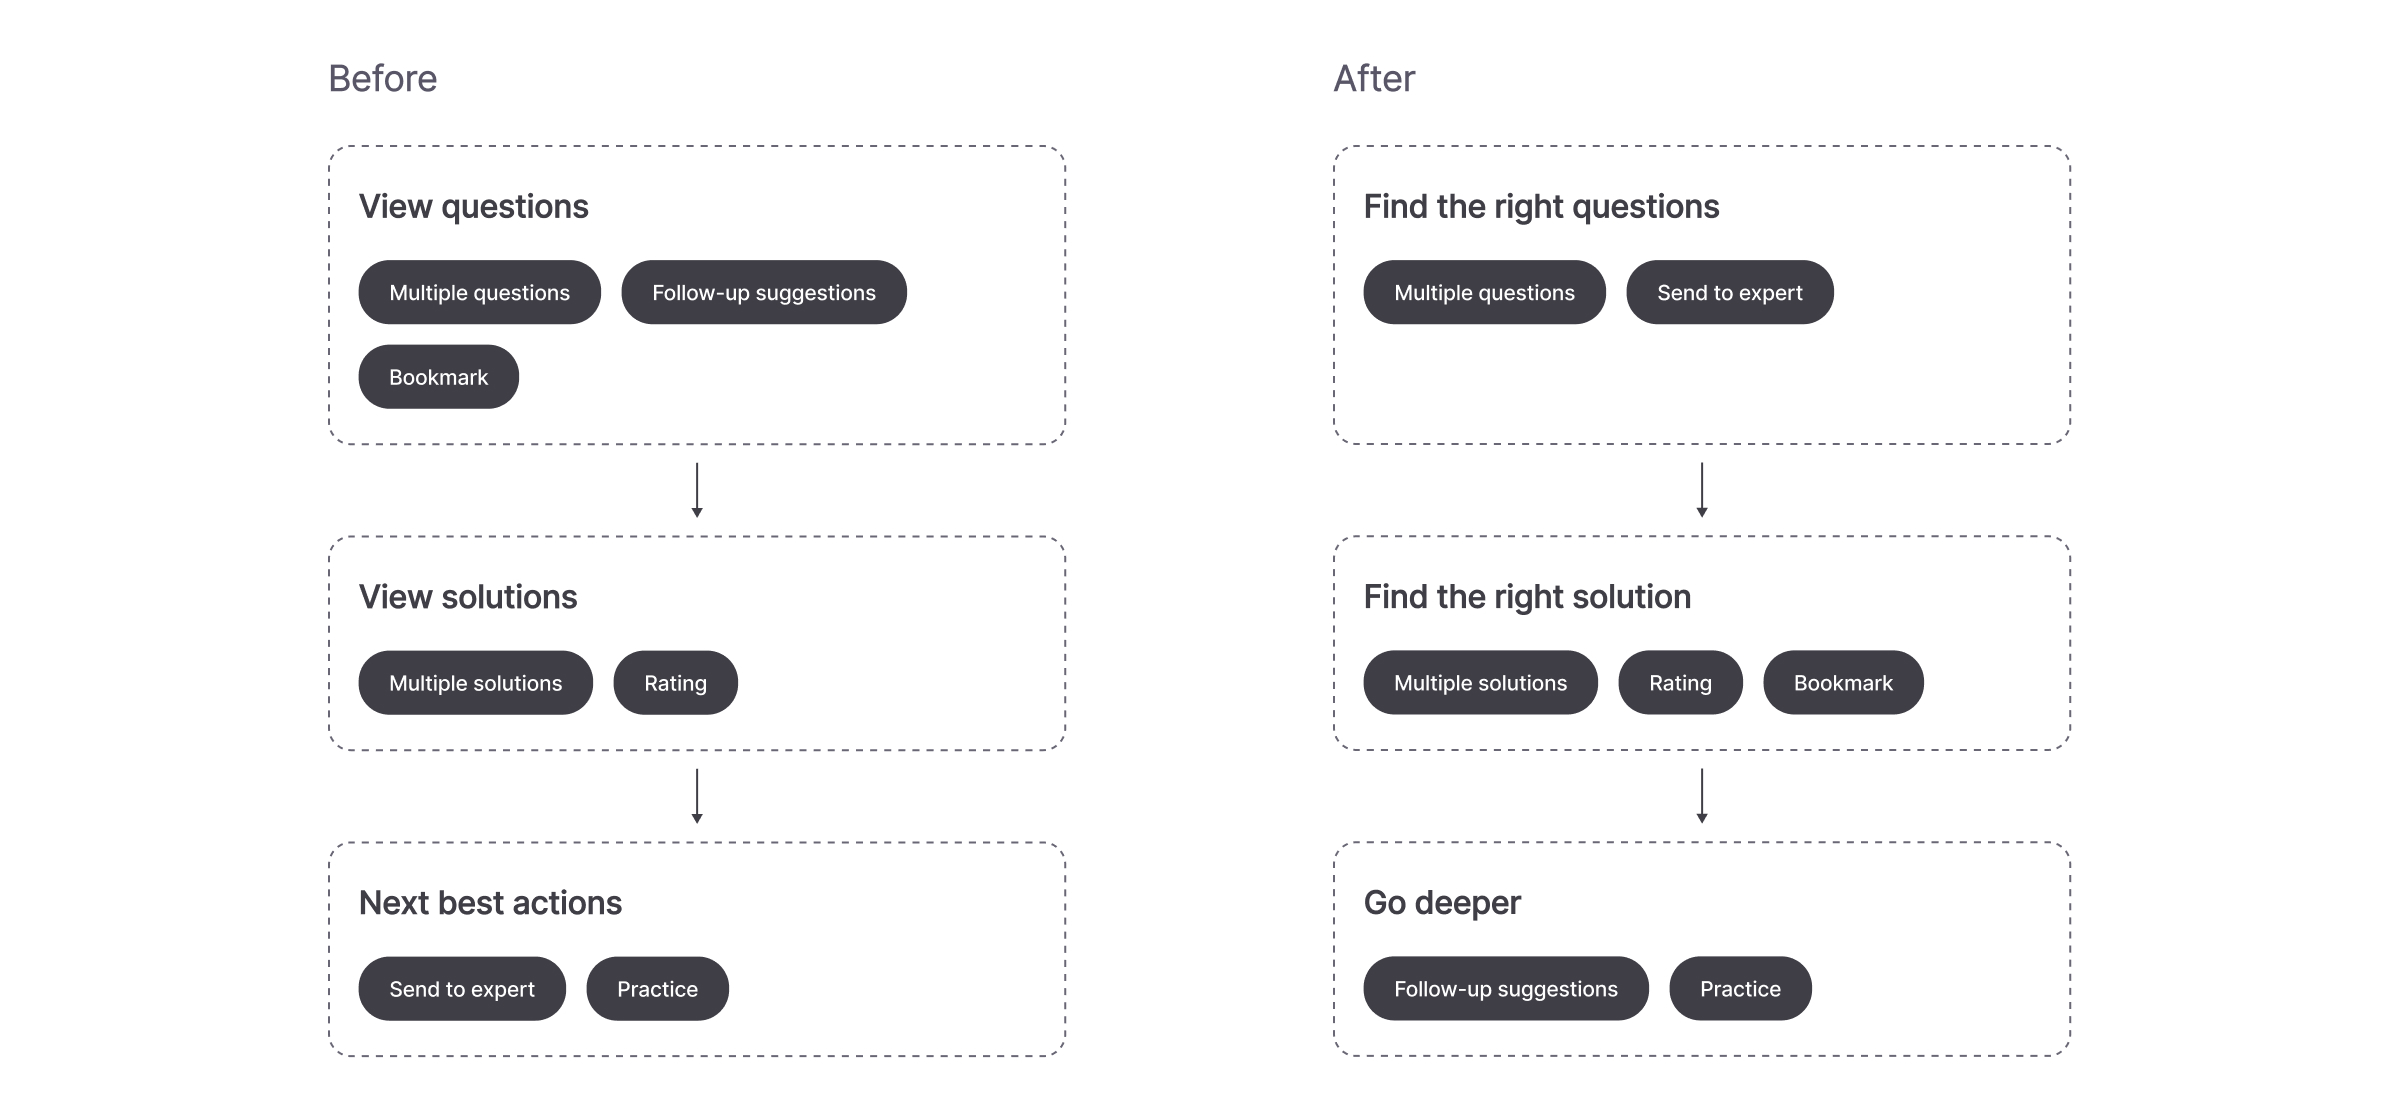 Before
View questions
Multiple questions
Follow-up suggestions
Bookmark
View solutions
Multiple solutions
Rating
Next best actions
Send to expert
Practice
After
Find the right questions
Multiple questions
Send to expert
Find the right solution
Multiple solutions
Rating
Bookmark
Go deeper
Follow-up suggestions
Practice